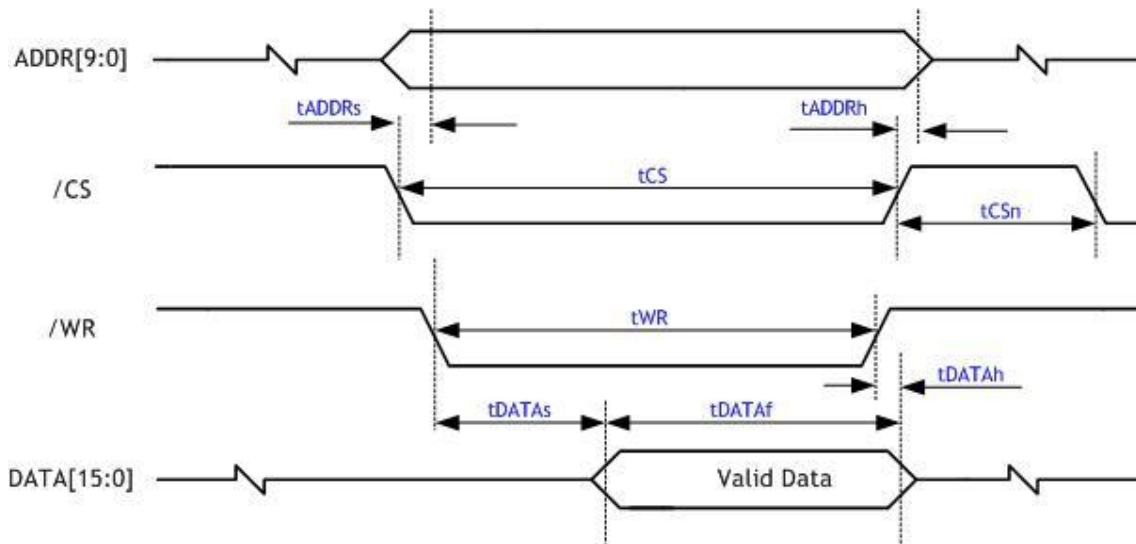 ADDR[9:0]
tADDRs
tADDRh
/CS
tCS
tCSn
/WR
tWR
tDATAh
tDATAs
tDATAf
DATA[15:0]
Valid Data